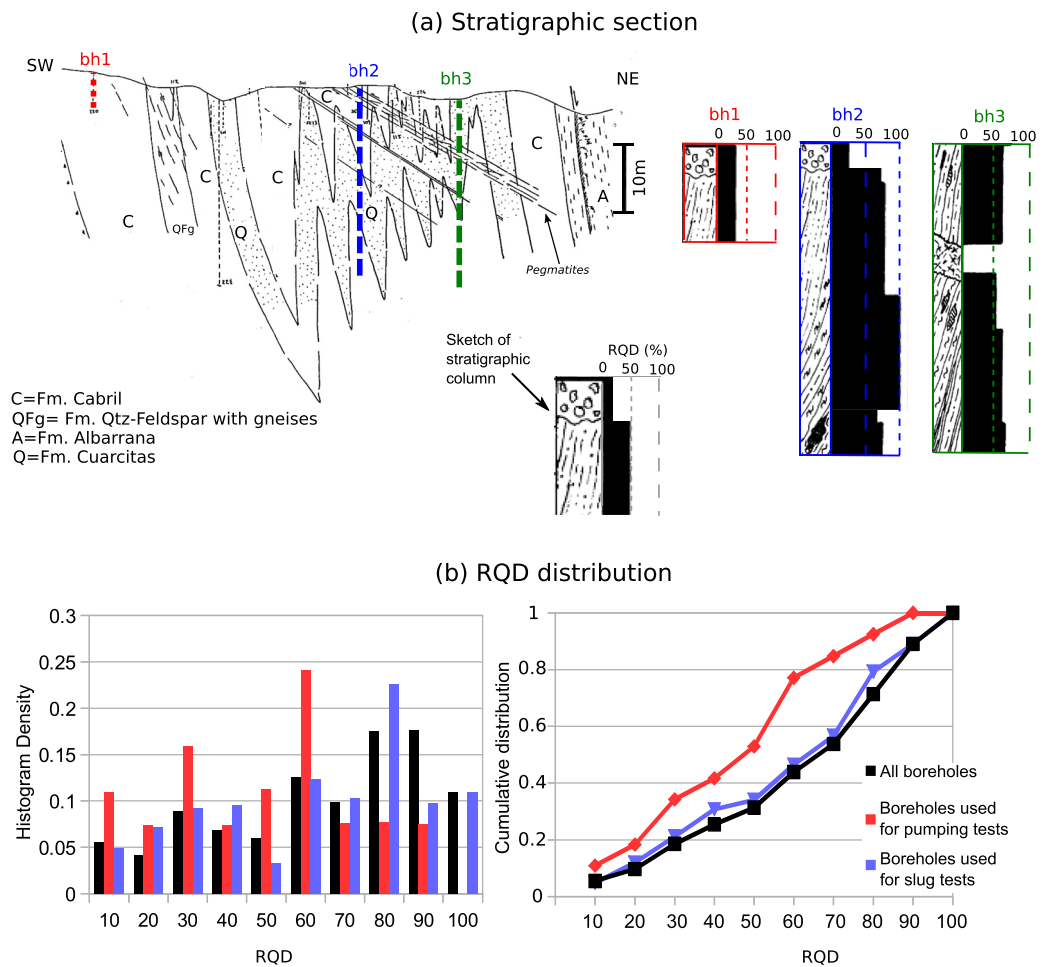 (a) Stratigraphic section
SW
bh1
bh2
bh3
NE
C
C
C
C
C
QFg
Q
Q
A
10m
Pegmatites
bh1
0 50 100
bh2
0 50 100
bh3
0 50 100
Sketch of
stratigraphic
column
RQD (%)
0 50 100
C=Fm. Cabril
QFg= Fm. Qtz-Feldspar with gneises
A=Fm. Albarrana
Q=Fm. Cuarcitas
(b) RQD distribution
Histogram Density
0.3
0.25
0.2
0.15
0.1
0.05
0
10 20 30 40 50 60 70 80 90 100
RQD
Cumulative distribution
1
0.8
0.6
0.4
0.2
0
10 20 30 40 50 60 70 80 90 100
RQD
All boreholes
Boreholes used
for pumping tests
Boreholes used
for slug tests